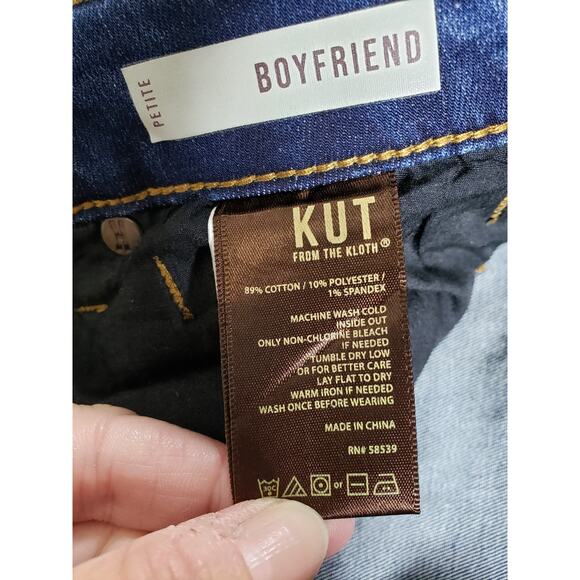 PETITE
BOYFRIEND
KUT
FROM THE KLOTH®
89% COTTON / 10% POLYESTER /
1% SPANDEX
MACHINE WASH COLD
INSIDE OUT
ONLY NON-CHLORINE BLEACH
IF NEEDED
TUMBLE DRY LOW
OR FOR BETTER CARE
LAY FLAT TO DRY
WARM IRON IF NEEDED
WASH ONCE BEFORE WEARING
MADE IN CHINA
RN# 58539
30C
or